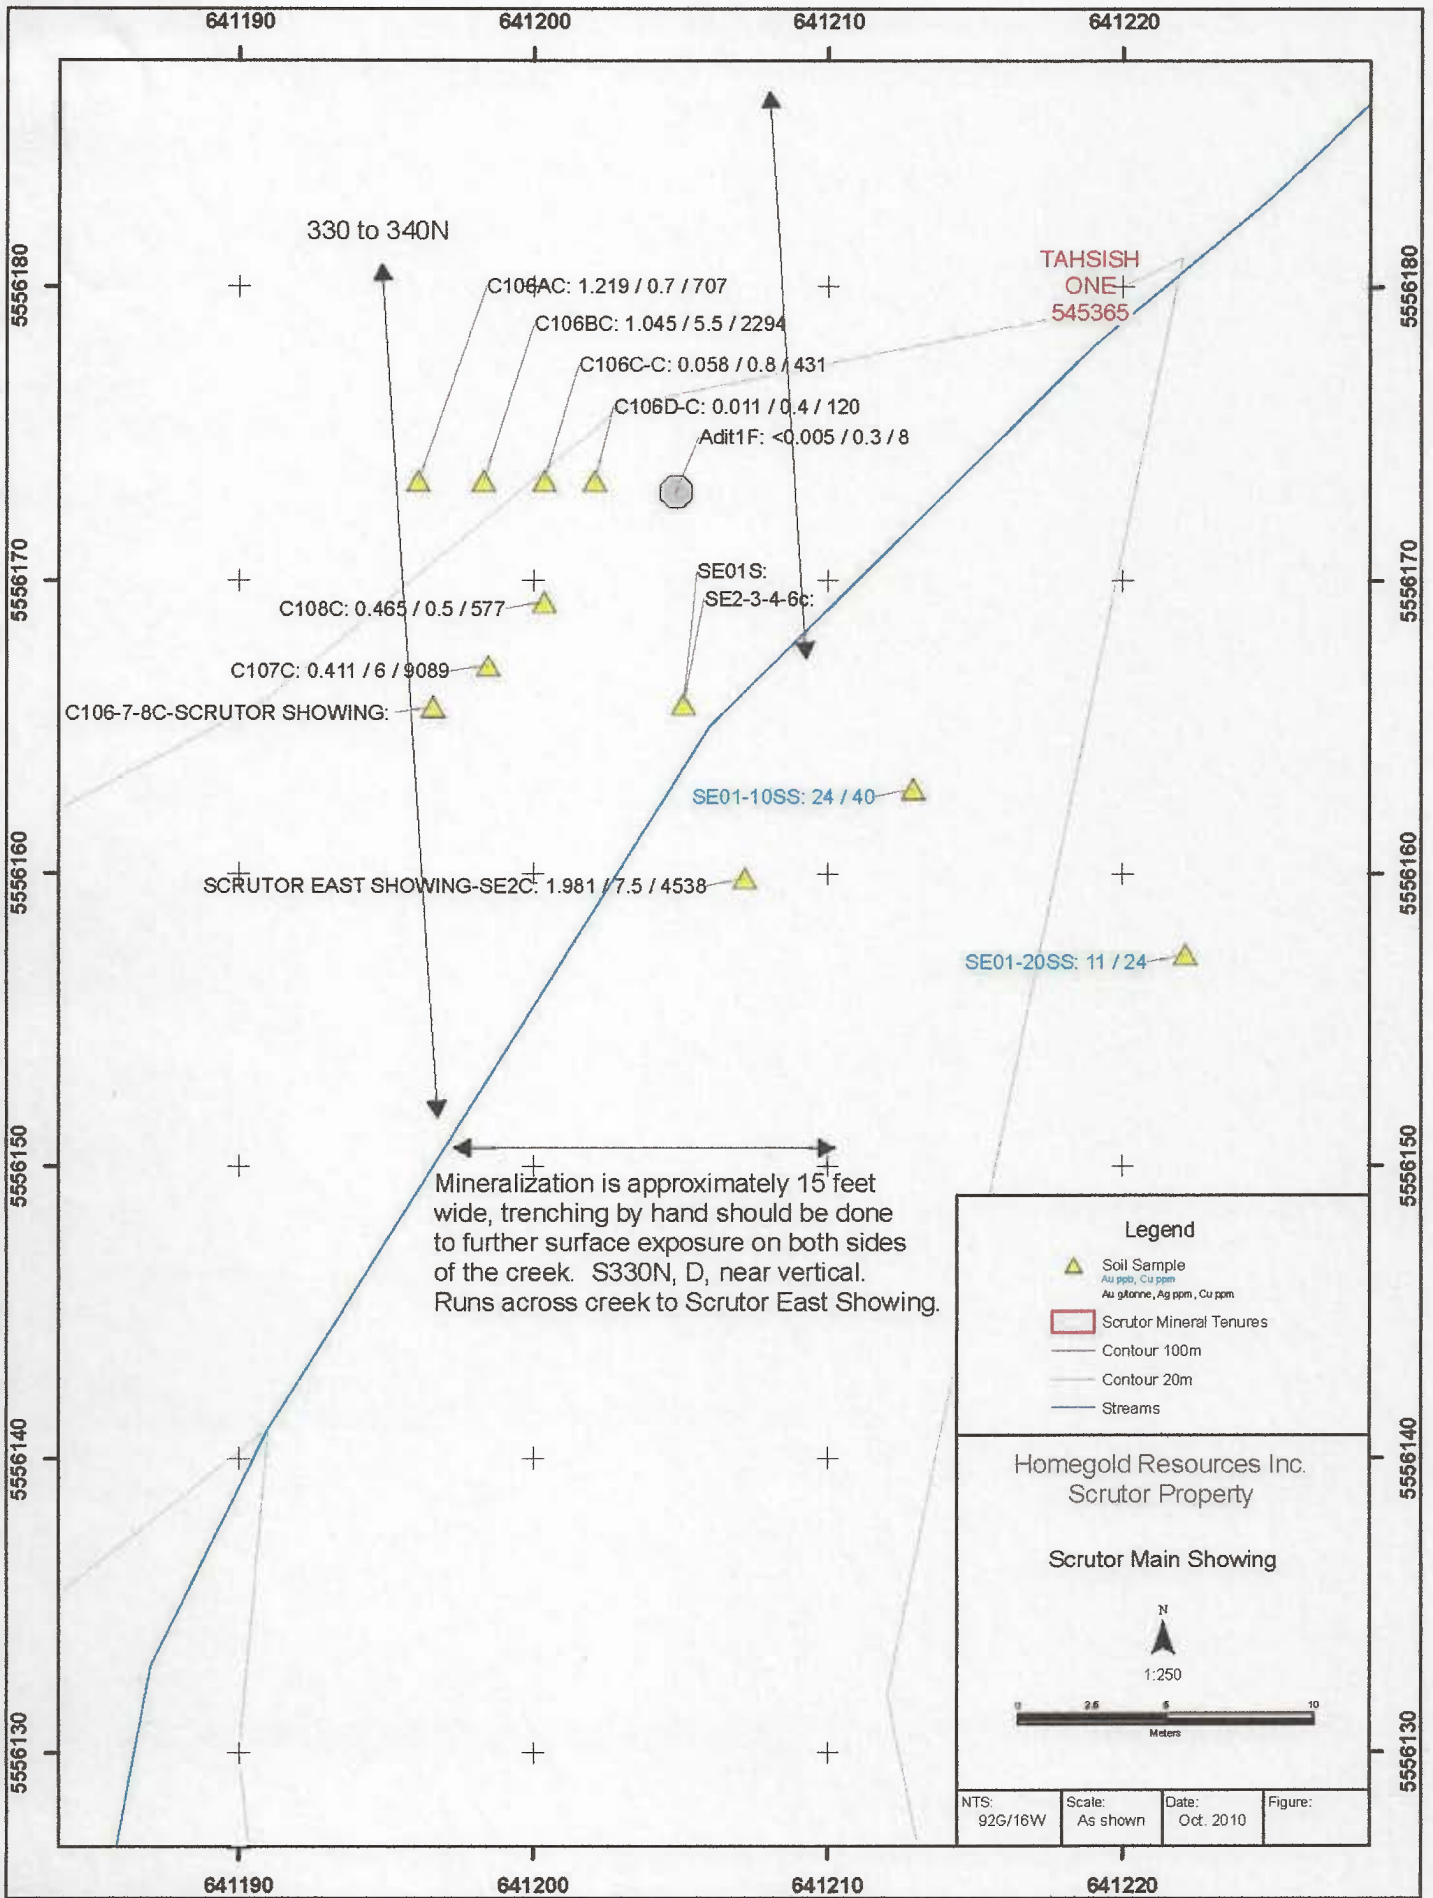 641190
641200
641210
641220
330 to 340N
5556180
5556180
TAHSISH
ONE
545365
C106AC: 1.219 / 0.7 / 707
C106BC: 1.045 / 5.5 / 2294
C106C-C: 0.058 / 0.8 / 431
C106D-C: 0.011 / 0.4 / 120
Adit1F: <0.005 / 0.3 / 8
5556170
5556170
SE01S:
SE2-3-4-6c:
C108C: 0.465 / 0.5 / 577
C107C: 0.411 / 6 / 9089
C106-7-8C-SCRUTOR SHOWING:
SE01-10SS: 24 / 40
5556160
5556160
SCRUTOR EAST SHOWING-SE2C: 1.981 / 7.5 / 4538
SE01-20SS: 11 / 24
5556150
5556150
Mineralization is approximately 15 feet
wide, trenching by hand should be done
to further surface exposure on both sides
of the creek. S330N, D, near vertical.
Runs across creek to Scrutor East Showing.
Legend
Soil Sample
Au ppb, Cu ppm
Au g/tonne, Ag ppm, Cu ppm
Scrutor Mineral Tenures
Contour 100m
Contour 20m
Streams
5556140
5556140
Homegold Resources Inc.
Scrutor Property
Scrutor Main Showing
N
1:250
0 2.5 5 10
Meters
5556130
5556130
NTS:
92G/16W
Scale:
As shown
Date:
Oct. 2010
Figure:
641190
641200
641210
641220